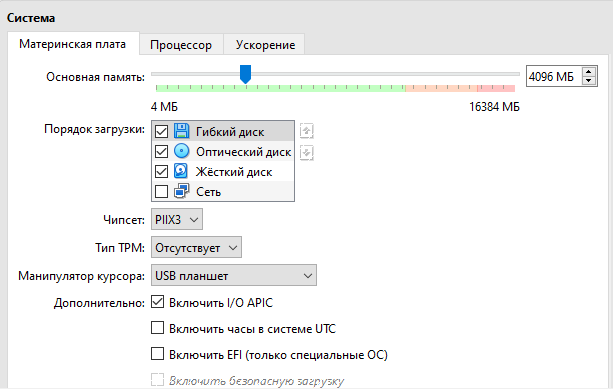 Система
Материнская плата Процессор Ускорение
Основная память: 4096 МБ
4 МБ 16384 МБ
Порядок загрузки: Гибкий диск
Оптический диск
Жёсткий диск
Сеть
Чипсет: PIIX3
Тип TPM: Отсутствует
Манипулятор курсора: USB планшет
Дополнительно: Включить I/O APIC
Включить часы в системе UTC
Включить EFI (только специальные ОС)
Включить безопасную загрузку